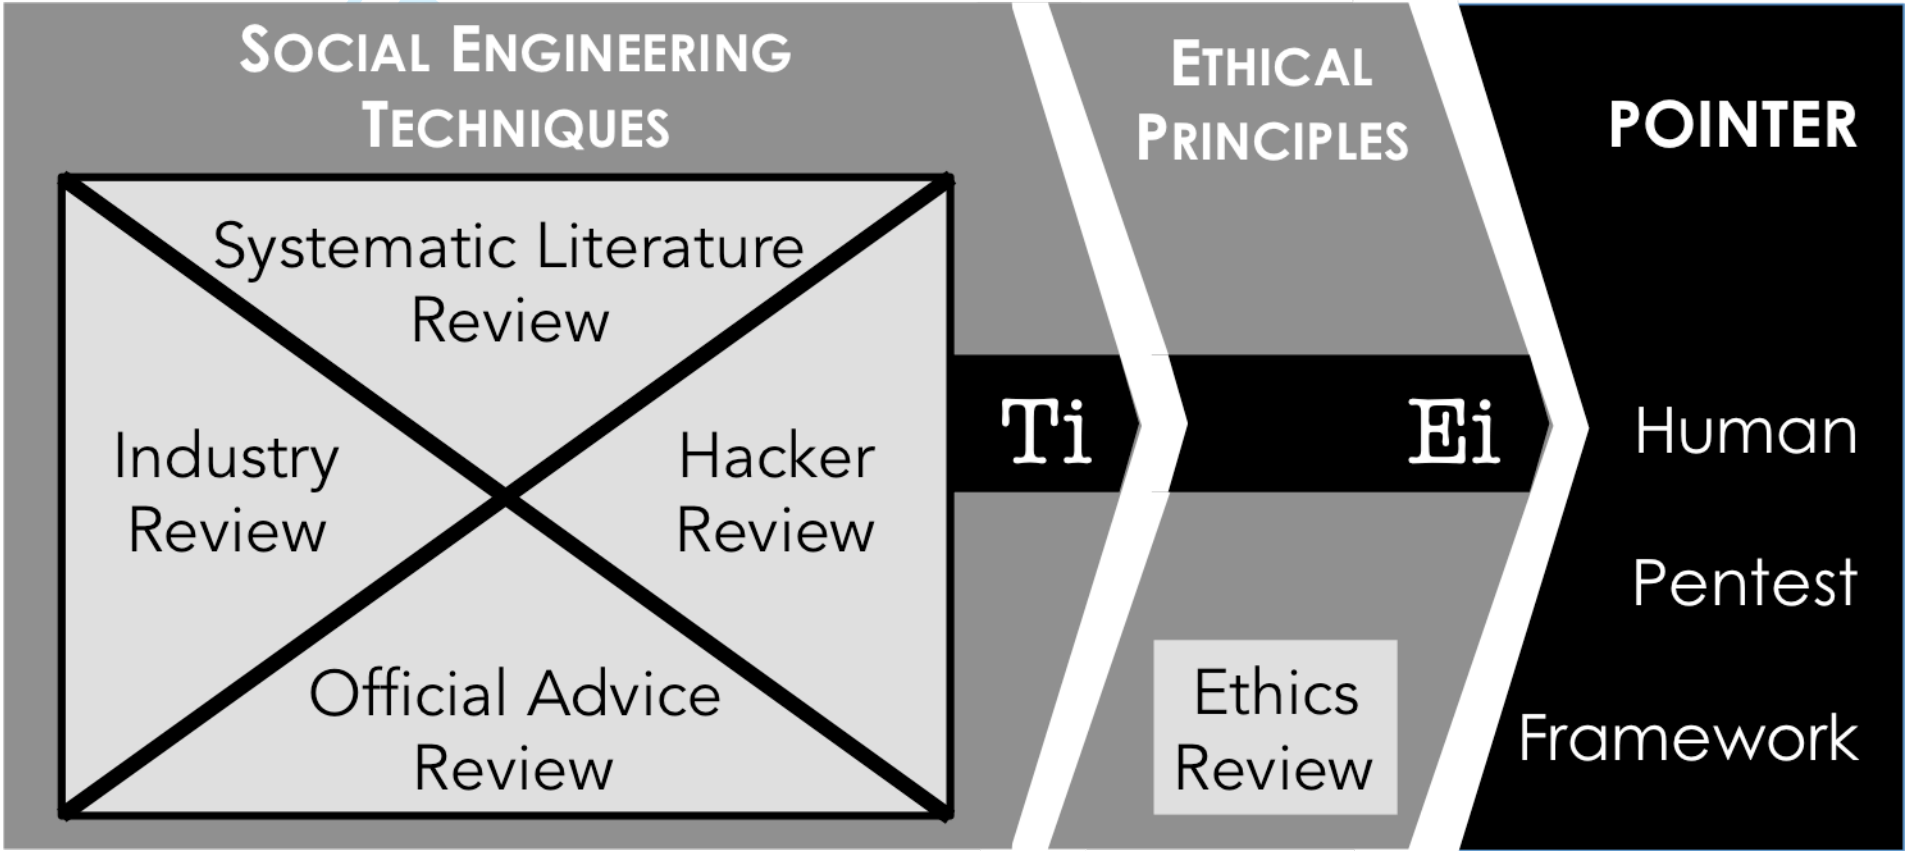 SOCIAL ENGINEERING
TECHNIQUES
Systematic Literature
Review
Industry
Review
Hacker
Review
Official Advice
Review
Ti
ETHICAL
PRINCIPLES
Ei
Ethics
Review
POINTER
Human
Pentest
Framework